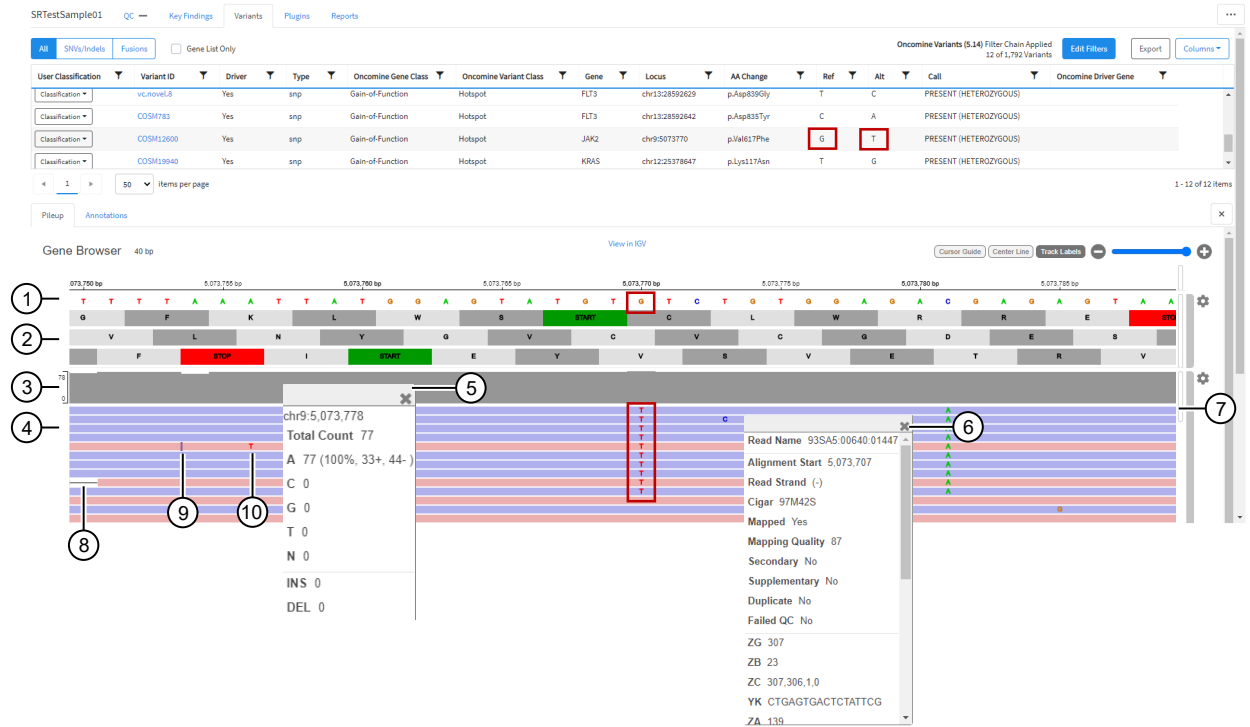 SRTestSample01 QC — Key Findings Variants Plugins Reports ...
All SNVs/Indels Fusions Gene List Only Oncomine Variants (5.14) Filter Chain Applied Edit Filters Export Columns
12 of 1,792 Variants
User Classification Variant ID Driver Type Oncomine Gene Class Oncomine Variant Class Gene Locus AA Change Ref Alt Call Oncomine Driver Gene
Classification vc.novel.8 Yes snp Gain-of-Function Hotspot FLT3 chr13:28592629 p.Asp839Gly T C PRESENT (HETEROZYGOUS)
Classification COSM783 Yes snp Gain-of-Function Hotspot FLT3 chr13:28592642 p.Asp835Tyr C A PRESENT (HETEROZYGOUS)
Classification COSM12600 Yes snp Gain-of-Function Hotspot JAK2 chr9:5073770 p.Val617Phe G T PRESENT (HETEROZYGOUS)
Classification COSM19940 Yes snp Gain-of-Function Hotspot KRAS chr12:25378647 p.Lys117Asn T G PRESENT (HETEROZYGOUS)
1 50 items per page 1 - 12 of 12 items
Pileup Annotations
Gene Browser 40 bp View in IGV Cursor Guide Center Line Track Labels
5,073,750 bp 5,073,755 bp 5,073,760 bp 5,073,765 bp 5,073,770 bp 5,073,775 bp 5,073,780 bp 5,073,785 bp
1 T T T T A A A T T A T G G A G T A T G T G T C T G T G G A G A C G A G A G T A A
G F K L W S START C L W R R E STO
2 V L N Y G V C V C G D E S
F STOP I START E Y V S V E T R V
3 78
0
4
5
chr9:5,073,778
Total Count 77
A 77 (100%, 33+, 44- )
C 0
G 0
T 0
N 0
INS 0
DEL 0
T
T
T
T
T
T
T
T
T
T
T
C
A
A
A
A
G
6
Read Name 93SA5:00640:01447
Alignment Start 5,073,707
Read Strand (-)
Cigar 97M42S
Mapped Yes
Mapping Quality 87
Secondary No
Supplementary No
Duplicate No
Failed QC No
ZG 307
ZB 23
ZC 307,306,1,0
YK CTGAGTGACTCTATTCG
ZA 139
7
8
9
10